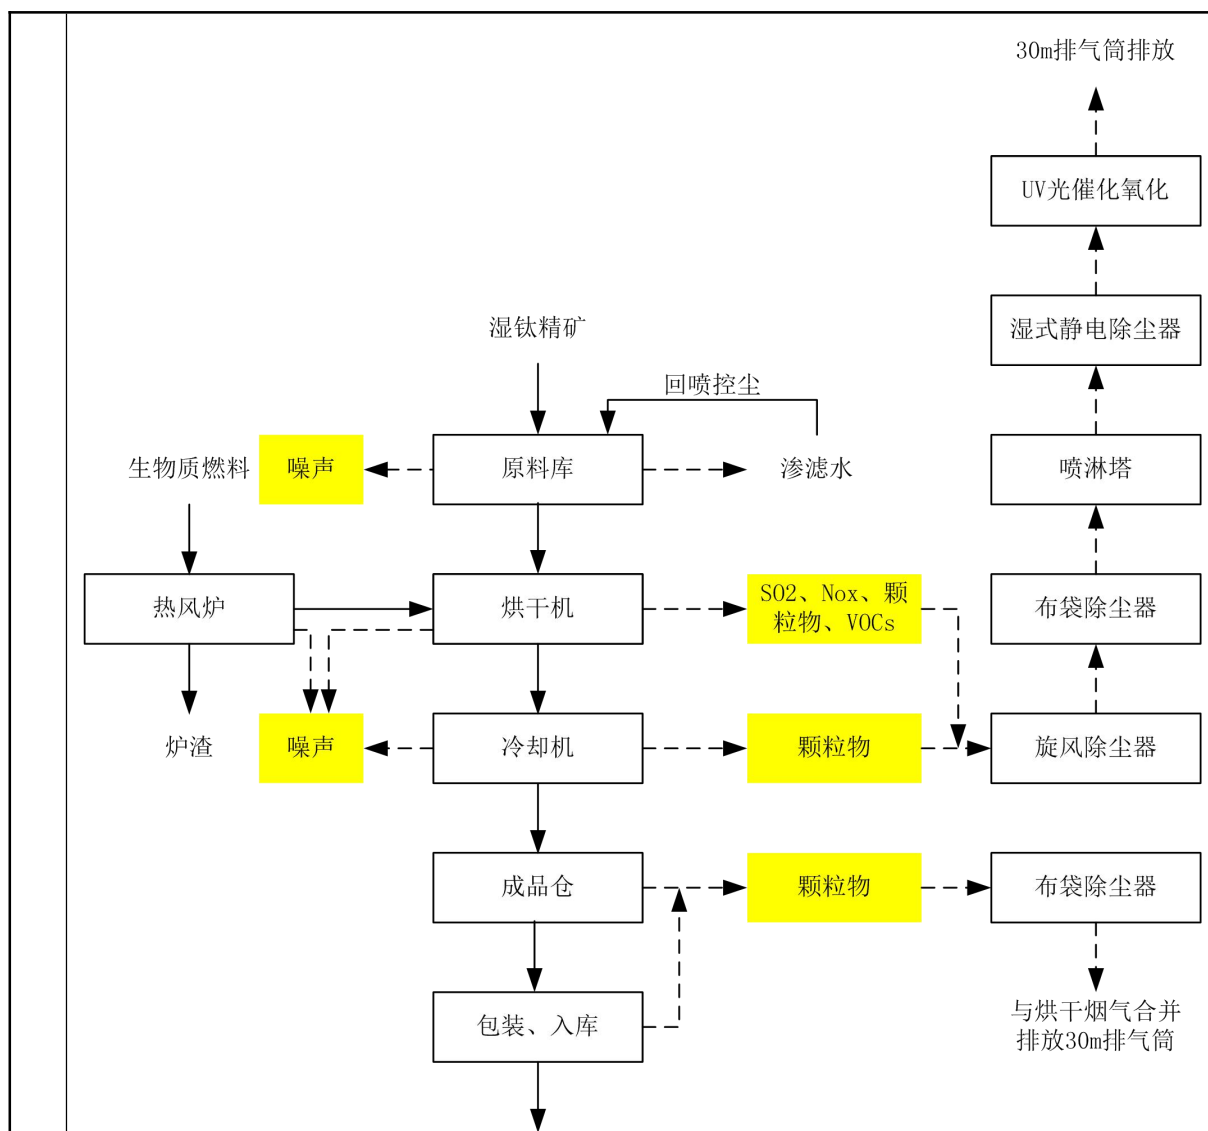 30m排气筒排放
UV光催化氧化
湿式静电除尘器
湿钛精矿
回喷控尘
生物质燃料
噪声
原料库
渗滤水
喷淋塔
热风炉
烘干机
SO2、Nox、颗
粒物、VOCs
布袋除尘器
炉渣
噪声
冷却机
颗粒物
旋风除尘器
成品仓
颗粒物
布袋除尘器
包装、入库
与烘干烟气合并
排放30m排气筒